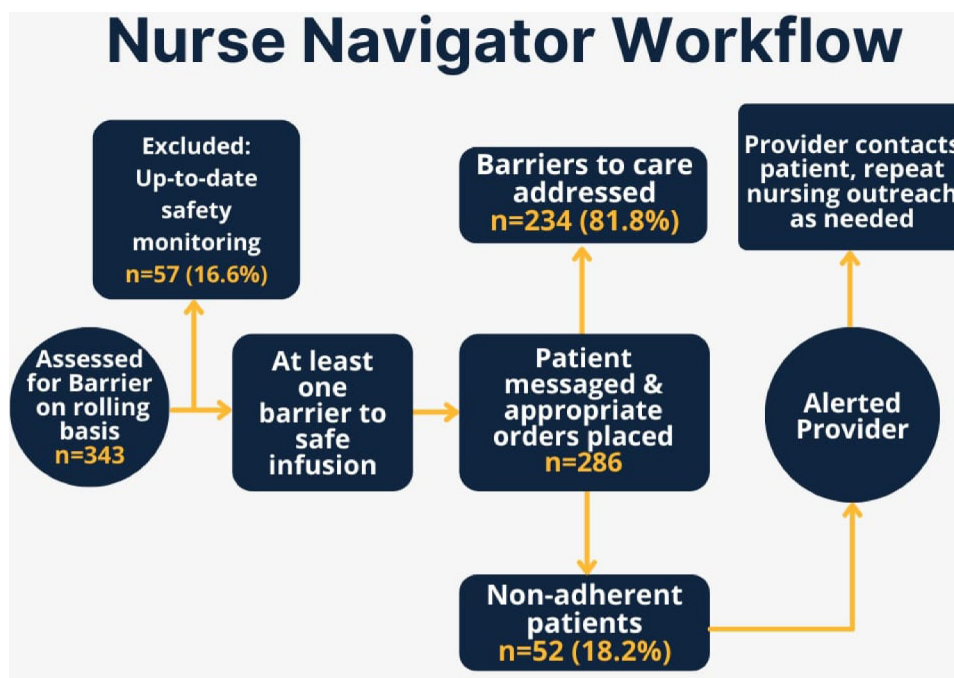 Nurse Navigator Workflow
Excluded:
Up-to-date
safety
monitoring
n=57 (16.6%)
Assessed
for Barrier
on rolling
basis
n=343
At least
one
barrier to
safe
infusion
Barriers to care
addressed
n=234 (81.8%)
Patient
messaged &
appropriate
orders placed
n=286
Non-adherent
patients
n=52 (18.2%)
Alerted
Provider
Provider contacts
patient, repeat
nursing outreach
as needed